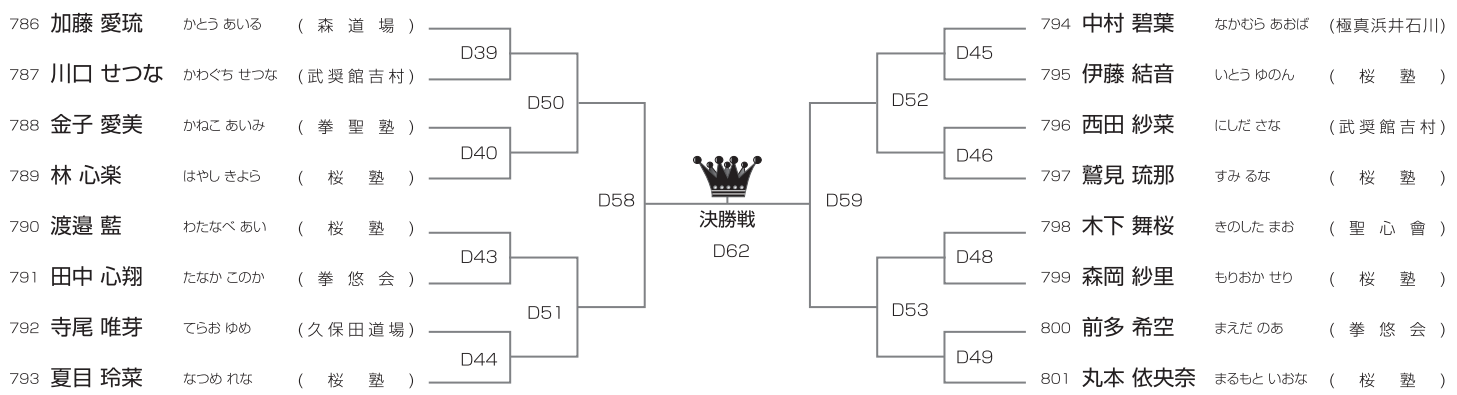 786 加藤 愛琉 かとう あいる (森道場)
787 川口 せつな かわぐち せつな (武奨館吉村)
788 金子 愛美 かねこ あいみ (拳聖塾)
789 林 心楽 はやし きよら (桜塾)
790 渡邉 藍 わたなべ あい (桜塾)
791 田中 心翔 たなか このか (拳悠会)
792 寺尾 唯芽 てらお ゆめ (久保田道場)
793 夏目 玲菜 なつめ れな (桜塾)
D39
D40
D43
D44
D50
D51
D58
決勝戦
D62
D59
D52
D53
D45
D46
D48
D49
794 中村 碧葉 なかむら あおば (極真浜井石川)
795 伊藤 結音 いとう ゆのん (桜塾)
796 西田 紗菜 にしだ さな (武奨館吉村)
797 鷲見 琉那 すみ るな (桜塾)
798 木下 舞桜 きのした まお (聖心會)
799 森岡 紗里 もりおか せり (桜塾)
800 前多 希空 まえだ のあ (拳悠会)
801 丸本 依央奈 まるもと いおな (桜塾)